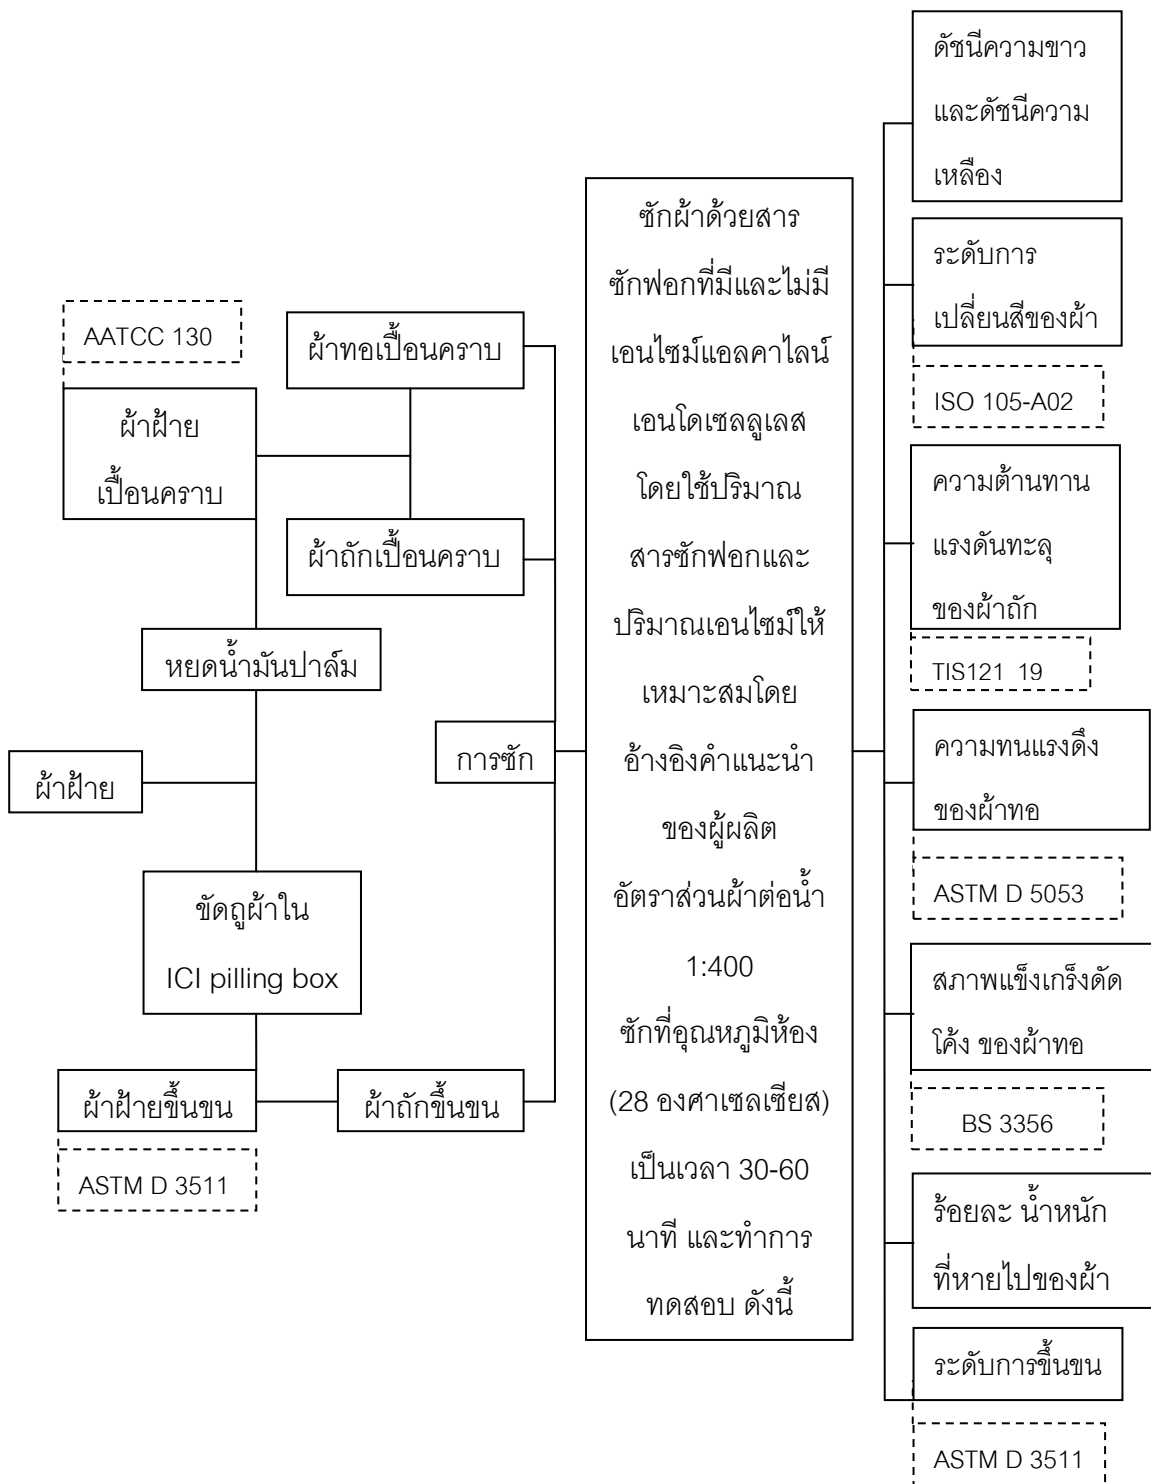 AATCC 130
ผ้าฝ้าย
เปื้อนคราบ
ผ้าทอเปื้อนคราบ
ผ้าถักเปื้อนคราบ
หยดน้ำมันปาล์ม
ผ้าฝ้าย
ขัดถูผ้าใน
ICI pilling box
ผ้าฝ้ายขึ้นขน
ASTM D 3511
ผ้าถักขึ้นขน
การซัก
ซักผ้าด้วยสาร
ซักฟอกที่มีและไม่มี
เอนไซม์แอลคาไลน์
เอนโดเซลลูเลส
โดยใช้ปริมาณ
สารซักฟอกและ
ปริมาณเอนไซม์ให้
เหมาะสมโดย
อ้างอิงคำแนะนำ
ของผู้ผลิต
อัตราส่วนผ้าต่อน้ำ
1:400
ซักที่อุณหภูมิห้อง
(28 องศาเซลเซียส)
เป็นเวลา 30-60
นาที และทำการ
ทดสอบ ดังนี้
ดัชนีความขาว
และดัชนีความ
เหลือง
ระดับการ
เปลี่ยนสีของผ้า
ISO 105-A02
ความต้านทาน
แรงดันทะลุ
ของผ้าถัก
TIS121 19
ความทนแรงดึง
ของผ้าทอ
ASTM D 5053
สภาพแข็งเกร็งดัด
โค้ง ของผ้าทอ
BS 3356
ร้อยละ น้ำหนัก
ที่หายไปของผ้า
ระดับการขึ้นขน
ASTM D 3511